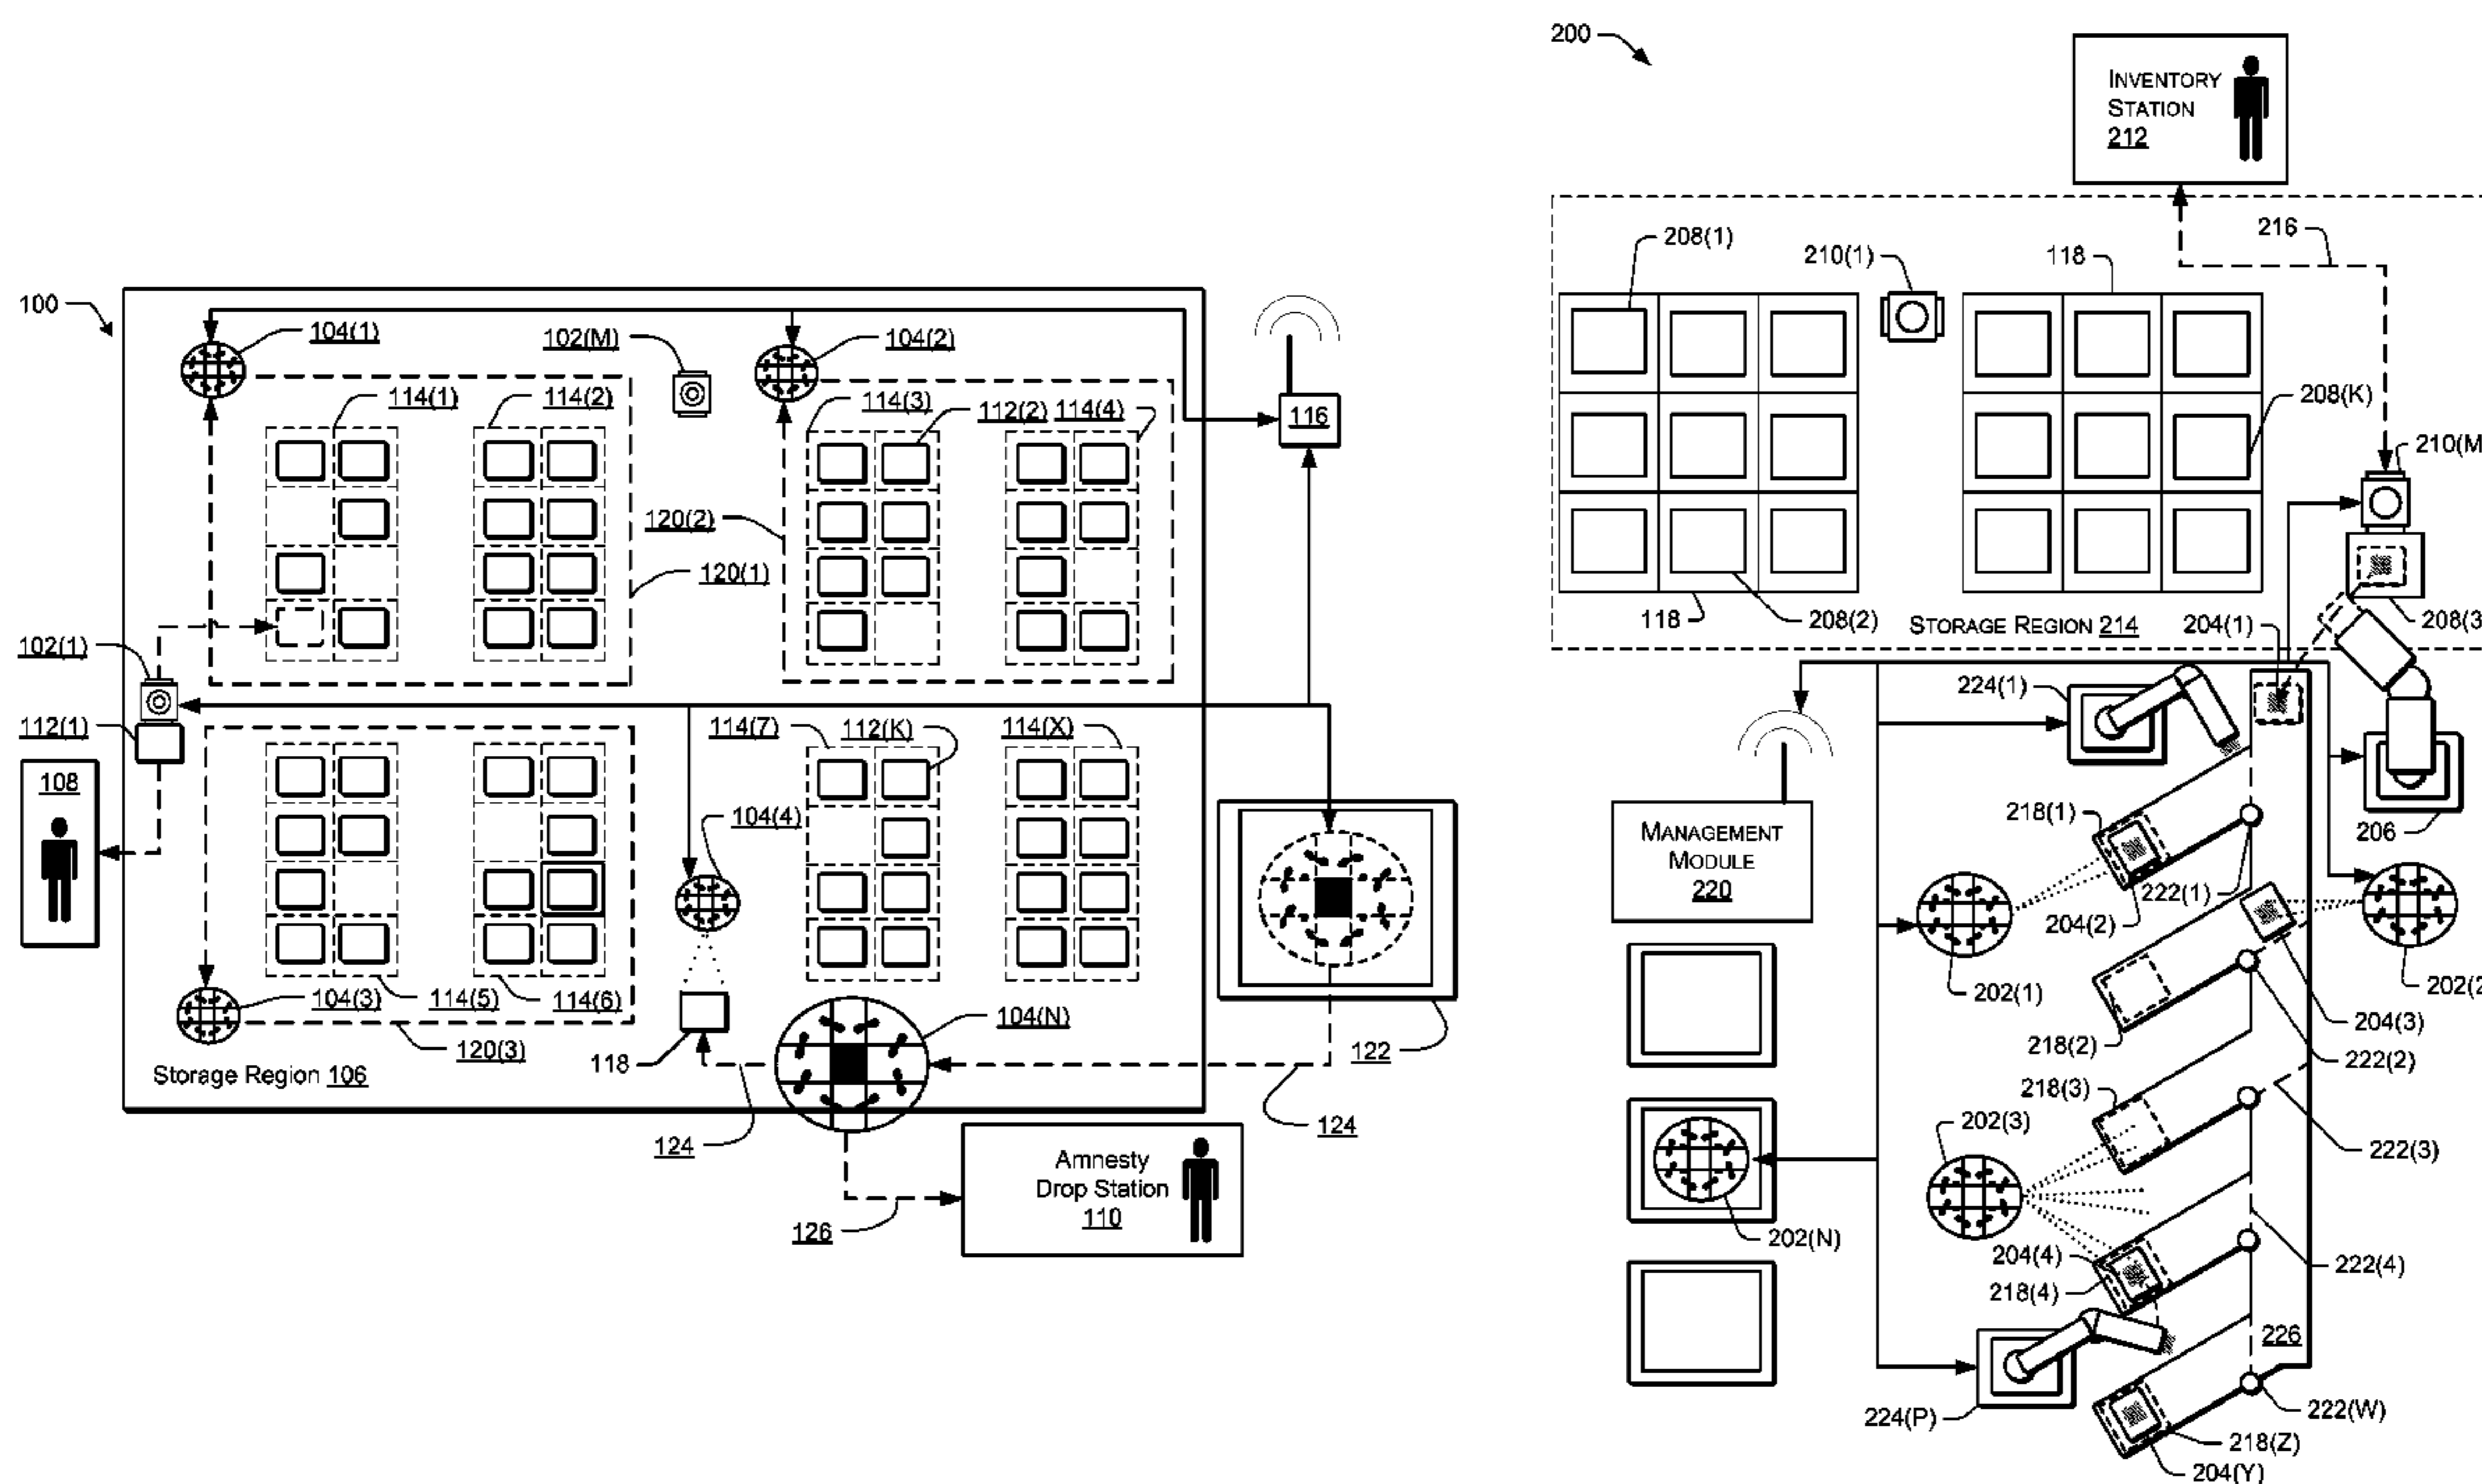 100
104(1)
102(M)
104(2)
114(1)
114(2)
114(3)
112(2)
114(4)
116
120(2)
120(1)
102(1)
112(1)
108
114(7)
112(K)
114(X)
104(4)
104(3)
114(5)
114(6)
104(N)
120(3)
118
122
Storage Region 106
124
124
Amnesty
Drop Station
110
126
200
INVENTORY
STATION
212
216
208(1)
210(1)
118
208(K)
210(M
118
208(2)
STORAGE REGION 214
204(1)
208(3
224(1)
218(1)
206
MANAGEMENT
MODULE
220
222(1)
204(2)
202(1)
202(2
204(3)
218(2)
222(2)
218(3)
202(3)
222(3)
202(N)
204(4)
222(4)
218(4)
226
224(P)
222(W)
218(Z)
204(Y)